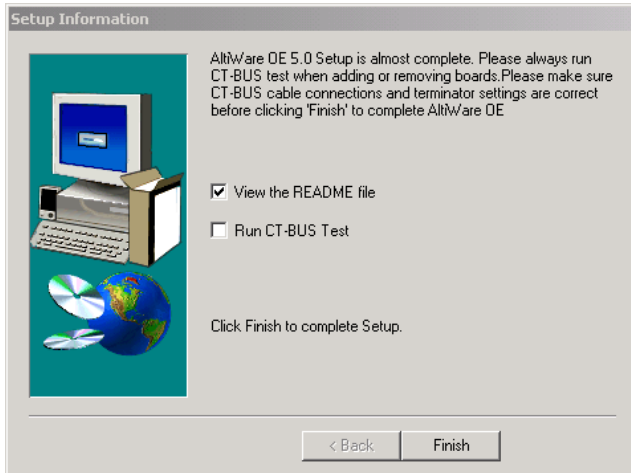 Setup Information
AltiWare OE 5.0 Setup is almost complete. Please always run
CT-BUS test when adding or removing boards.Please make sure
CT-BUS cable connections and terminator settings are correct
before clicking 'Finish' to complete AltiWare OE
View the README file
Run CT-BUS Test
Click Finish to complete Setup.
< Back
Finish